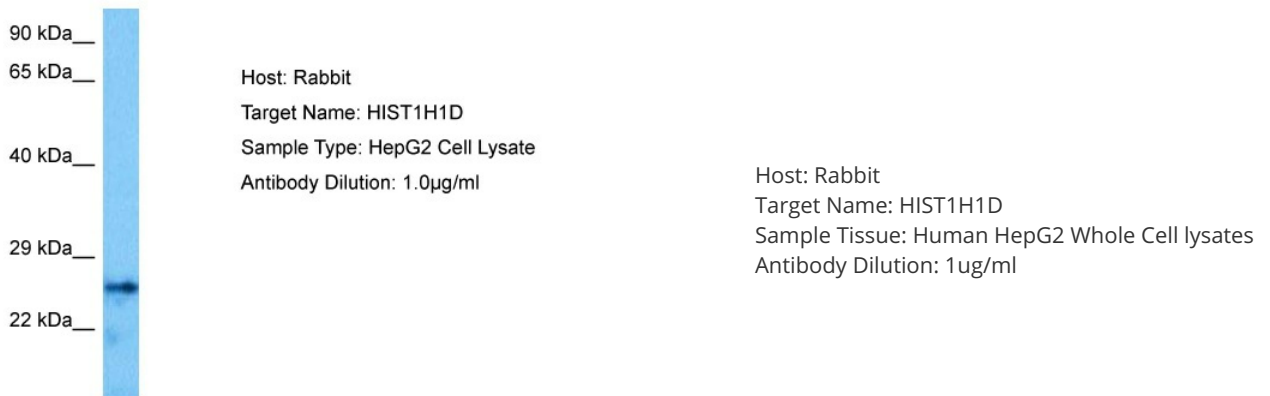 90 kDa__
65 kDa__
40 kDa__
29 kDa__
22 kDa__
Host: Rabbit
Target Name: HIST1H1D
Sample Type: HepG2 Cell Lysate
Antibody Dilution: 1.0µg/ml
Host: Rabbit
Target Name: HIST1H1D
Sample Tissue: Human HepG2 Whole Cell lysates
Antibody Dilution: 1ug/ml